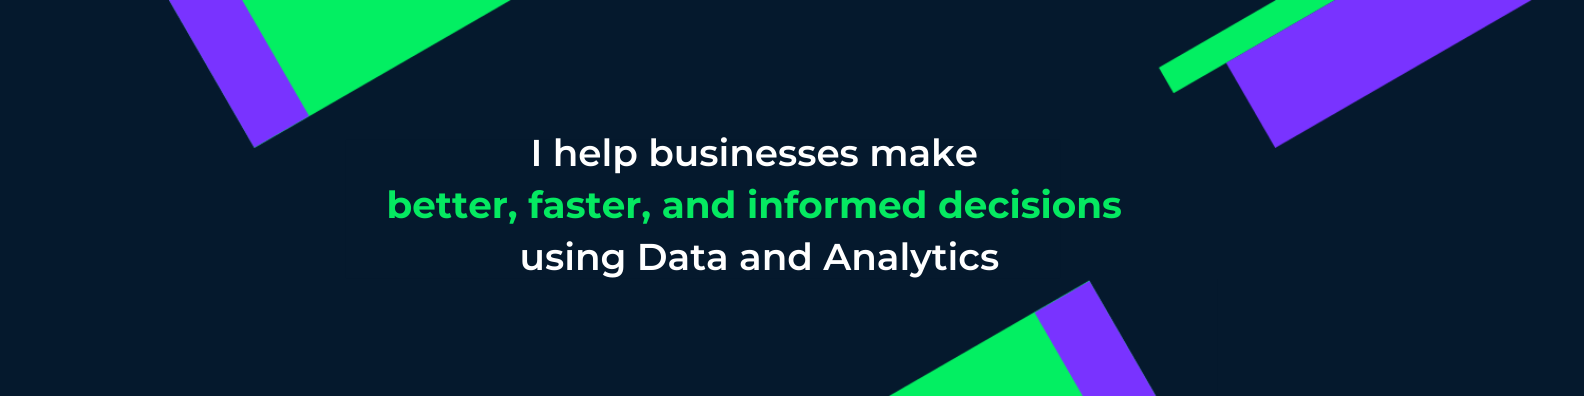 I help businesses make
better, faster, and informed decisions
using Data and Analytics